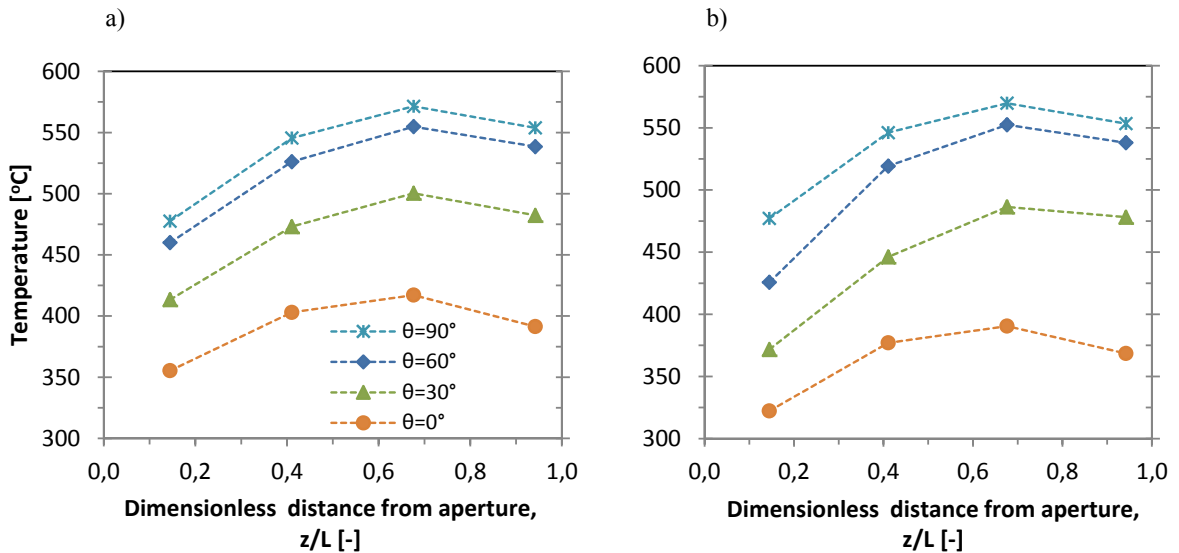 a)
600
550
500
450
400
350
300
Temperature [ºC]
θ=90°
θ=60°
θ=30°
θ=0°
0,0 0,2 0,4 0,6 0,8 1,0
Dimensionless distance from aperture,
z/L [-]
b)
600
550
500
450
400
350
300
0,0 0,2 0,4 0,6 0,8 1,0
Dimensionless distance from aperture,
z/L [-]